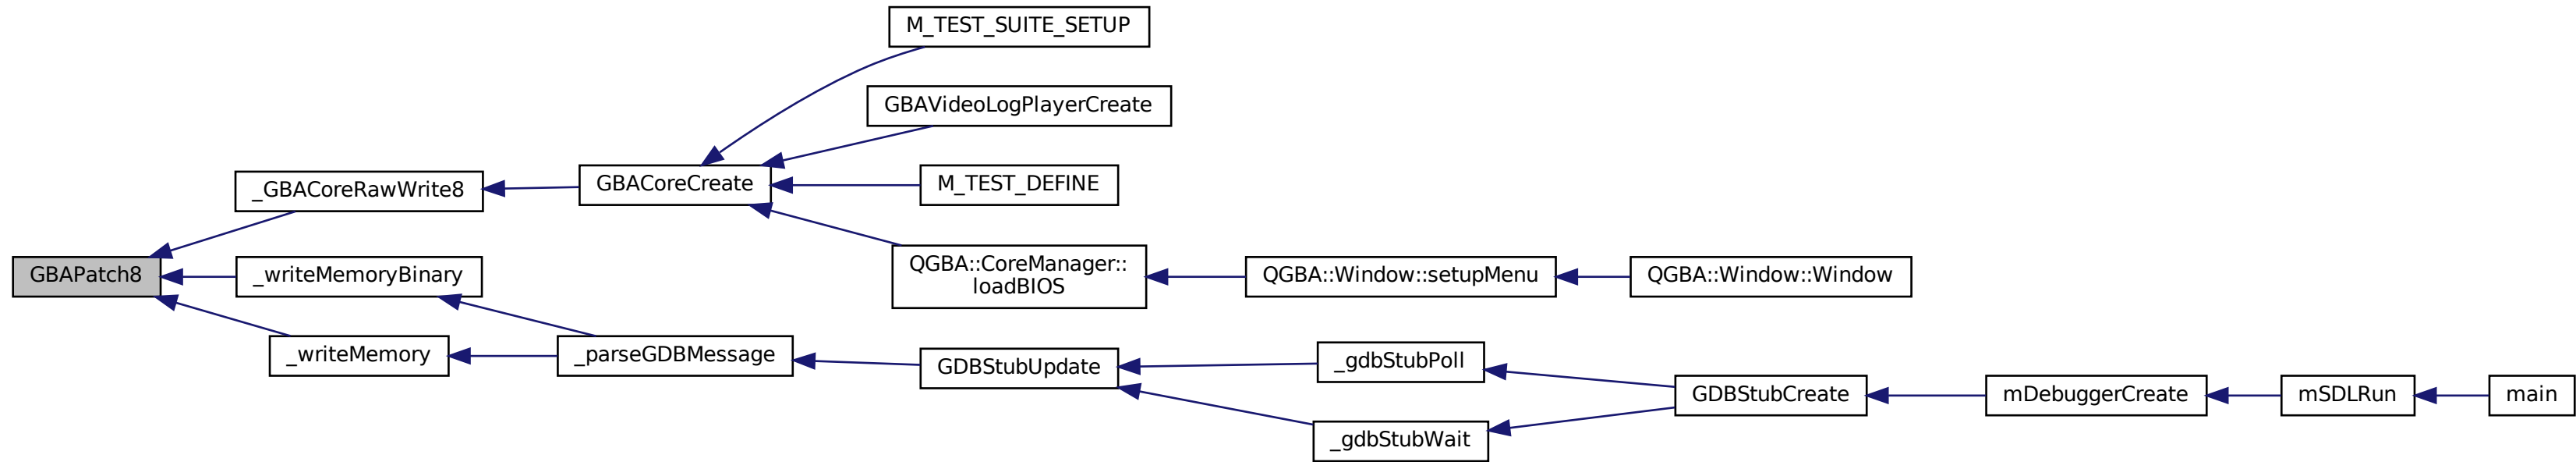 M_TEST_SUITE_SETUP
GBAVideoLogPlayerCreate
_GBACoreRawWrite8
GBACoreCreate
M_TEST_DEFINE
GBAPatch8
_writeMemoryBinary
QGBA::CoreManager::
loadBIOS
QGBA::Window::setupMenu
QGBA::Window::Window
_writeMemory
_parseGDBMessage
GDBStubUpdate
_gdbStubPoll
_gdbStubWait
GDBStubCreate
mDebuggerCreate
mSDLRun
main